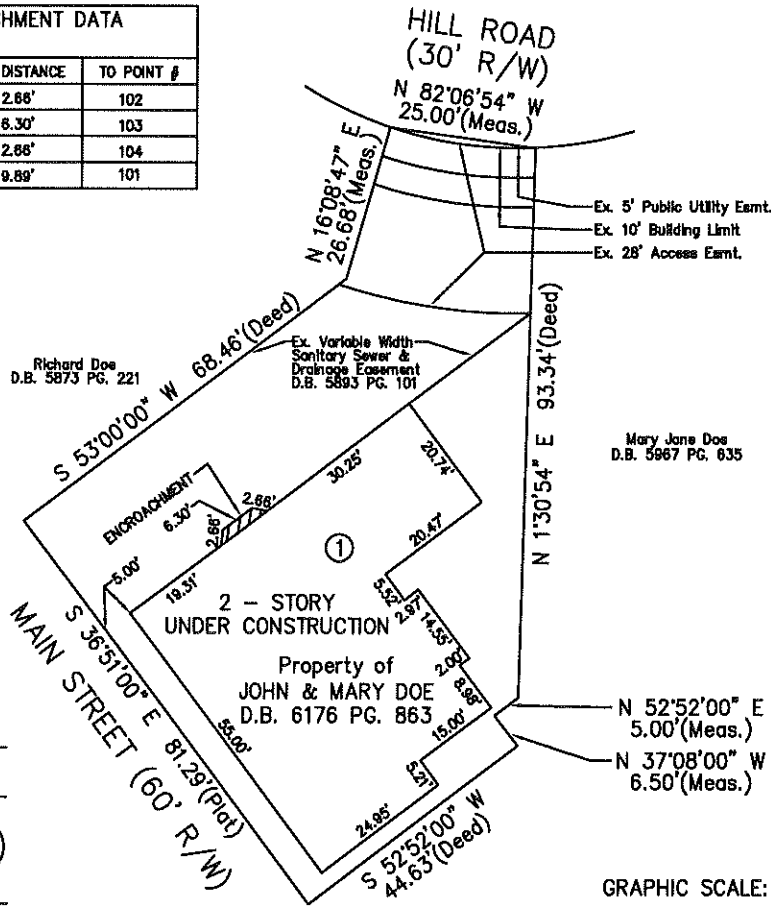 HMENT DATA
DISTANCE TO POINT #
2.66' 102
6.30' 103
2.66' 104
9.89' 101
HILL ROAD
(30' R/W)
N 82°06'54" W
25.00'(Meas.)
N 16°08'47" E
26.68'(Meas.)
Ex. 5' Public Utility Esmt.
Ex. 10' Building Limit
Ex. 28' Access Esmt.
S 53°00'00" W 68.46'(Deed)
Richard Doe
D.B. 5873 PG. 221
Ex. Variable Width
Sanitary Sewer &
Drainage Easement
D.B. 5893 PG. 101
N 1°30'54" E 93.34'(Deed)
Mary Jane Doe
D.B. 5967 PG. 635
ENCROACHMENT
6.30'
2.66'
2.66'
30.25'
20.74'
20.47'
5.00'
19.31'
1
5.52'
2.97'
14.55'
2.00'
8.98'
2 - STORY
UNDER CONSTRUCTION
Property of
JOHN & MARY DOE
D.B. 6176 PG. 863
15.00'
5.21'
24.95'
55.00'
S 36°51'00" E 81.29'(Plat)
MAIN STREET (60' R/W)
S 52°52'00" W
44.63'(Deed)
N 52°52'00" E
5.00'(Meas.)
N 37°08'00" W
6.50'(Meas.)
)
GRAPHIC SCALE: